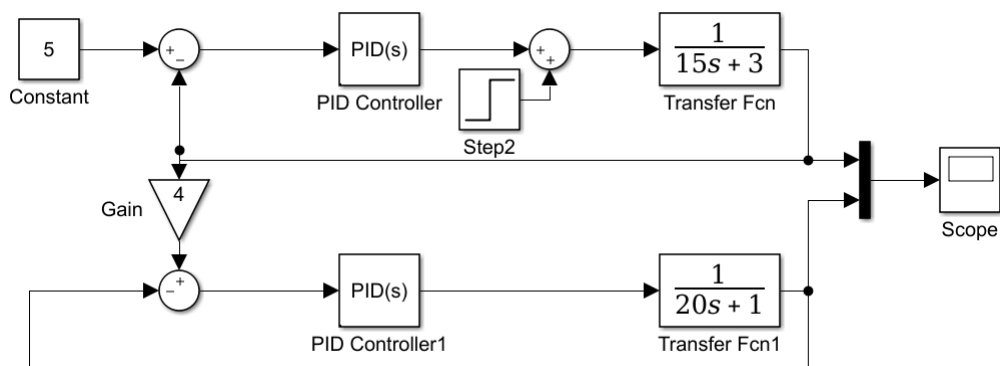 5
Constant
+
−
PID(s)
PID Controller
+
+
Step2
1
15s + 3
Transfer Fcn
4
Gain
Scope
+
−
PID(s)
PID Controller1
1
20s + 1
Transfer Fcn1